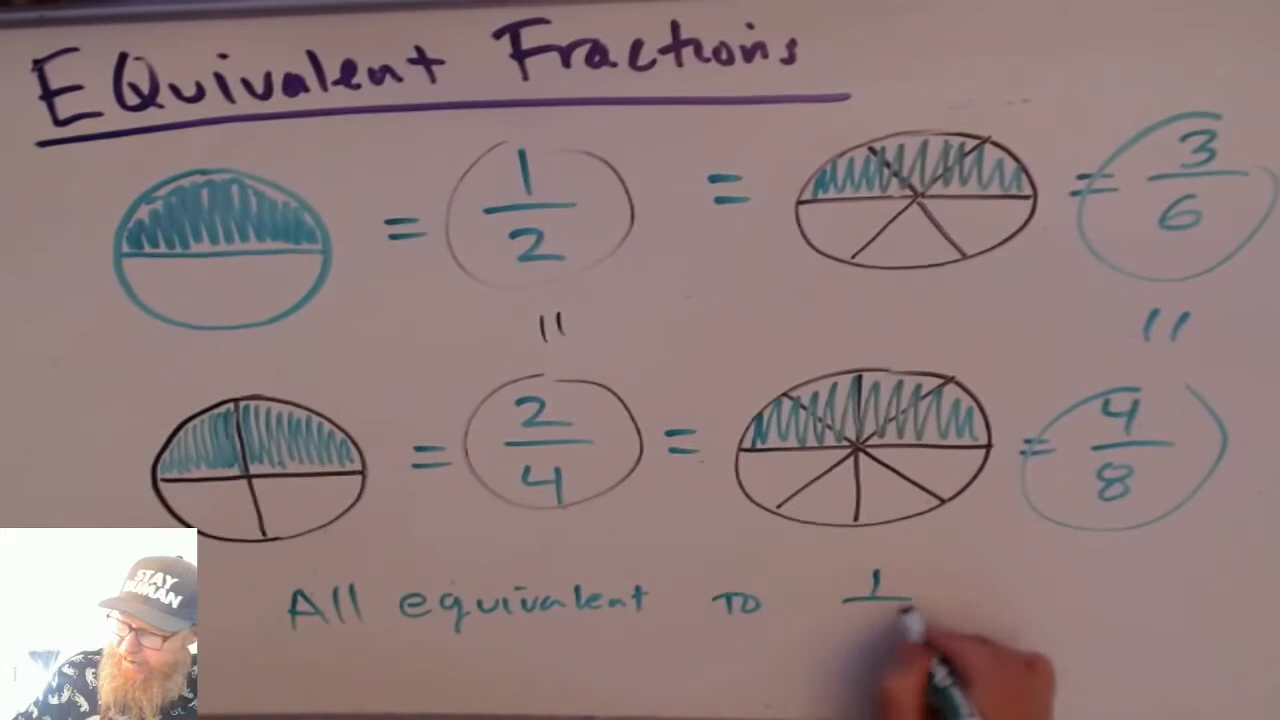 EQuivalent Fractions
= 1/2 = = 3/6
=
=
= 2/4 = = 4/8
All equivalent To 1/
STAY
HUMAN